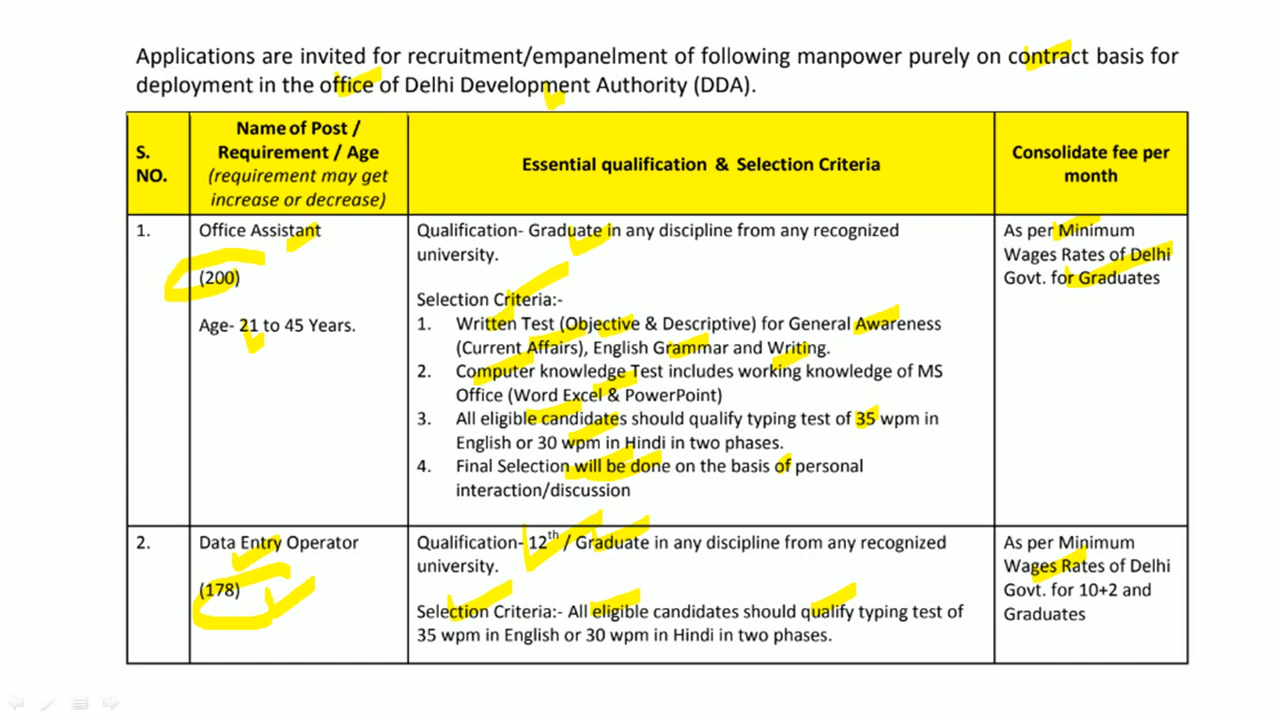 Applications are invited for recruitment/empanelment of following manpower purely on contract basis for
deployment in the office of Delhi Development Authority (DDA).
S.
NO.
Name of Post /
Requirement / Age
(requirement may get
increase or decrease)
Essential qualification & Selection Criteria
Consolidate fee per
month
1.
Office Assistant
(200)
Age- 21 to 45 Years.
Qualification- Graduate in any discipline from any recognized
university.
Selection Criteria:-
1. Written Test (Objective & Descriptive) for General Awareness
(Current Affairs), English Grammar and Writing.
2. Computer knowledge Test includes working knowledge of MS
Office (Word Excel & PowerPoint)
3. All eligible candidates should qualify typing test of 35 wpm in
English or 30 wpm in Hindi in two phases.
4. Final Selection will be done on the basis of personal
interaction/discussion
As per Minimum
Wages Rates of Delhi
Govt. for Graduates
2.
Data Entry Operator
(178)
Qualification- 12th / Graduate in any discipline from any recognized
university.
Selection Criteria:- All eligible candidates should qualify typing test of
35 wpm in English or 30 wpm in Hindi in two phases.
As per Minimum
Wages Rates of Delhi
Govt. for 10+2 and
Graduates